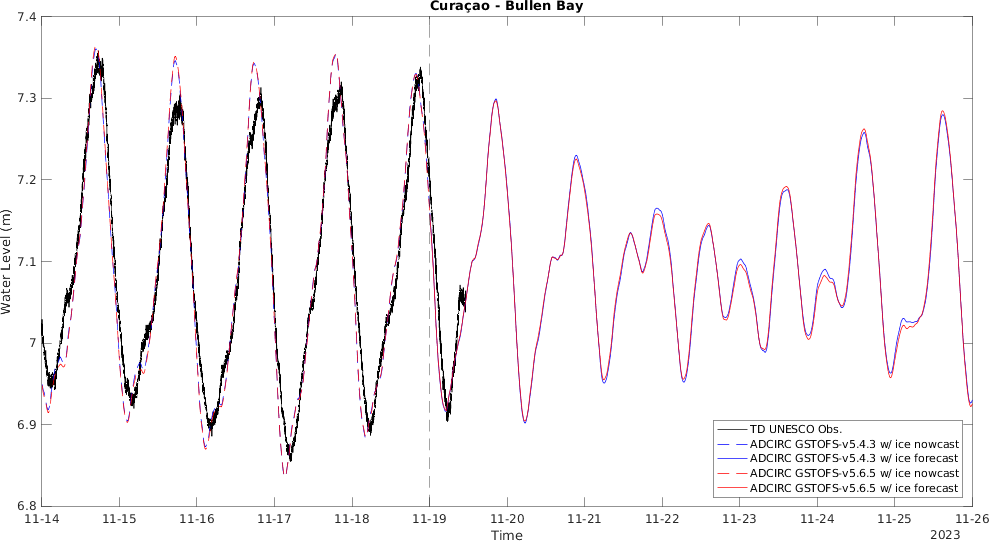 Curaçao - Bullen Bay
7.4
7.3
7.2
7.1
7
6.9
6.8
Water Level (m)
TD UNESCO Obs.
ADCIRC GSTOFS-v5.4.3 w/ ice nowcast
ADCIRC GSTOFS-v5.4.3 w/ ice forecast
ADCIRC GSTOFS-v5.6.5 w/ ice nowcast
ADCIRC GSTOFS-v5.6.5 w/ ice forecast
11-14 11-15 11-16 11-17 11-18 11-19 11-20 11-21 11-22 11-23 11-24 11-25 11-26
Time
2023